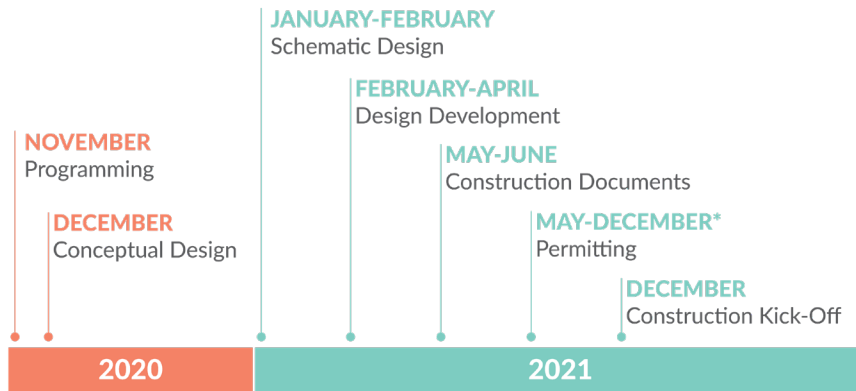 NOVEMBER
Programming
DECEMBER
Conceptual Design
JANUARY-FEBRUARY
Schematic Design
FEBRUARY-APRIL
Design Development
MAY-JUNE
Construction Documents
MAY-DECEMBER*
Permitting
DECEMBER
Construction Kick-Off
2020
2021